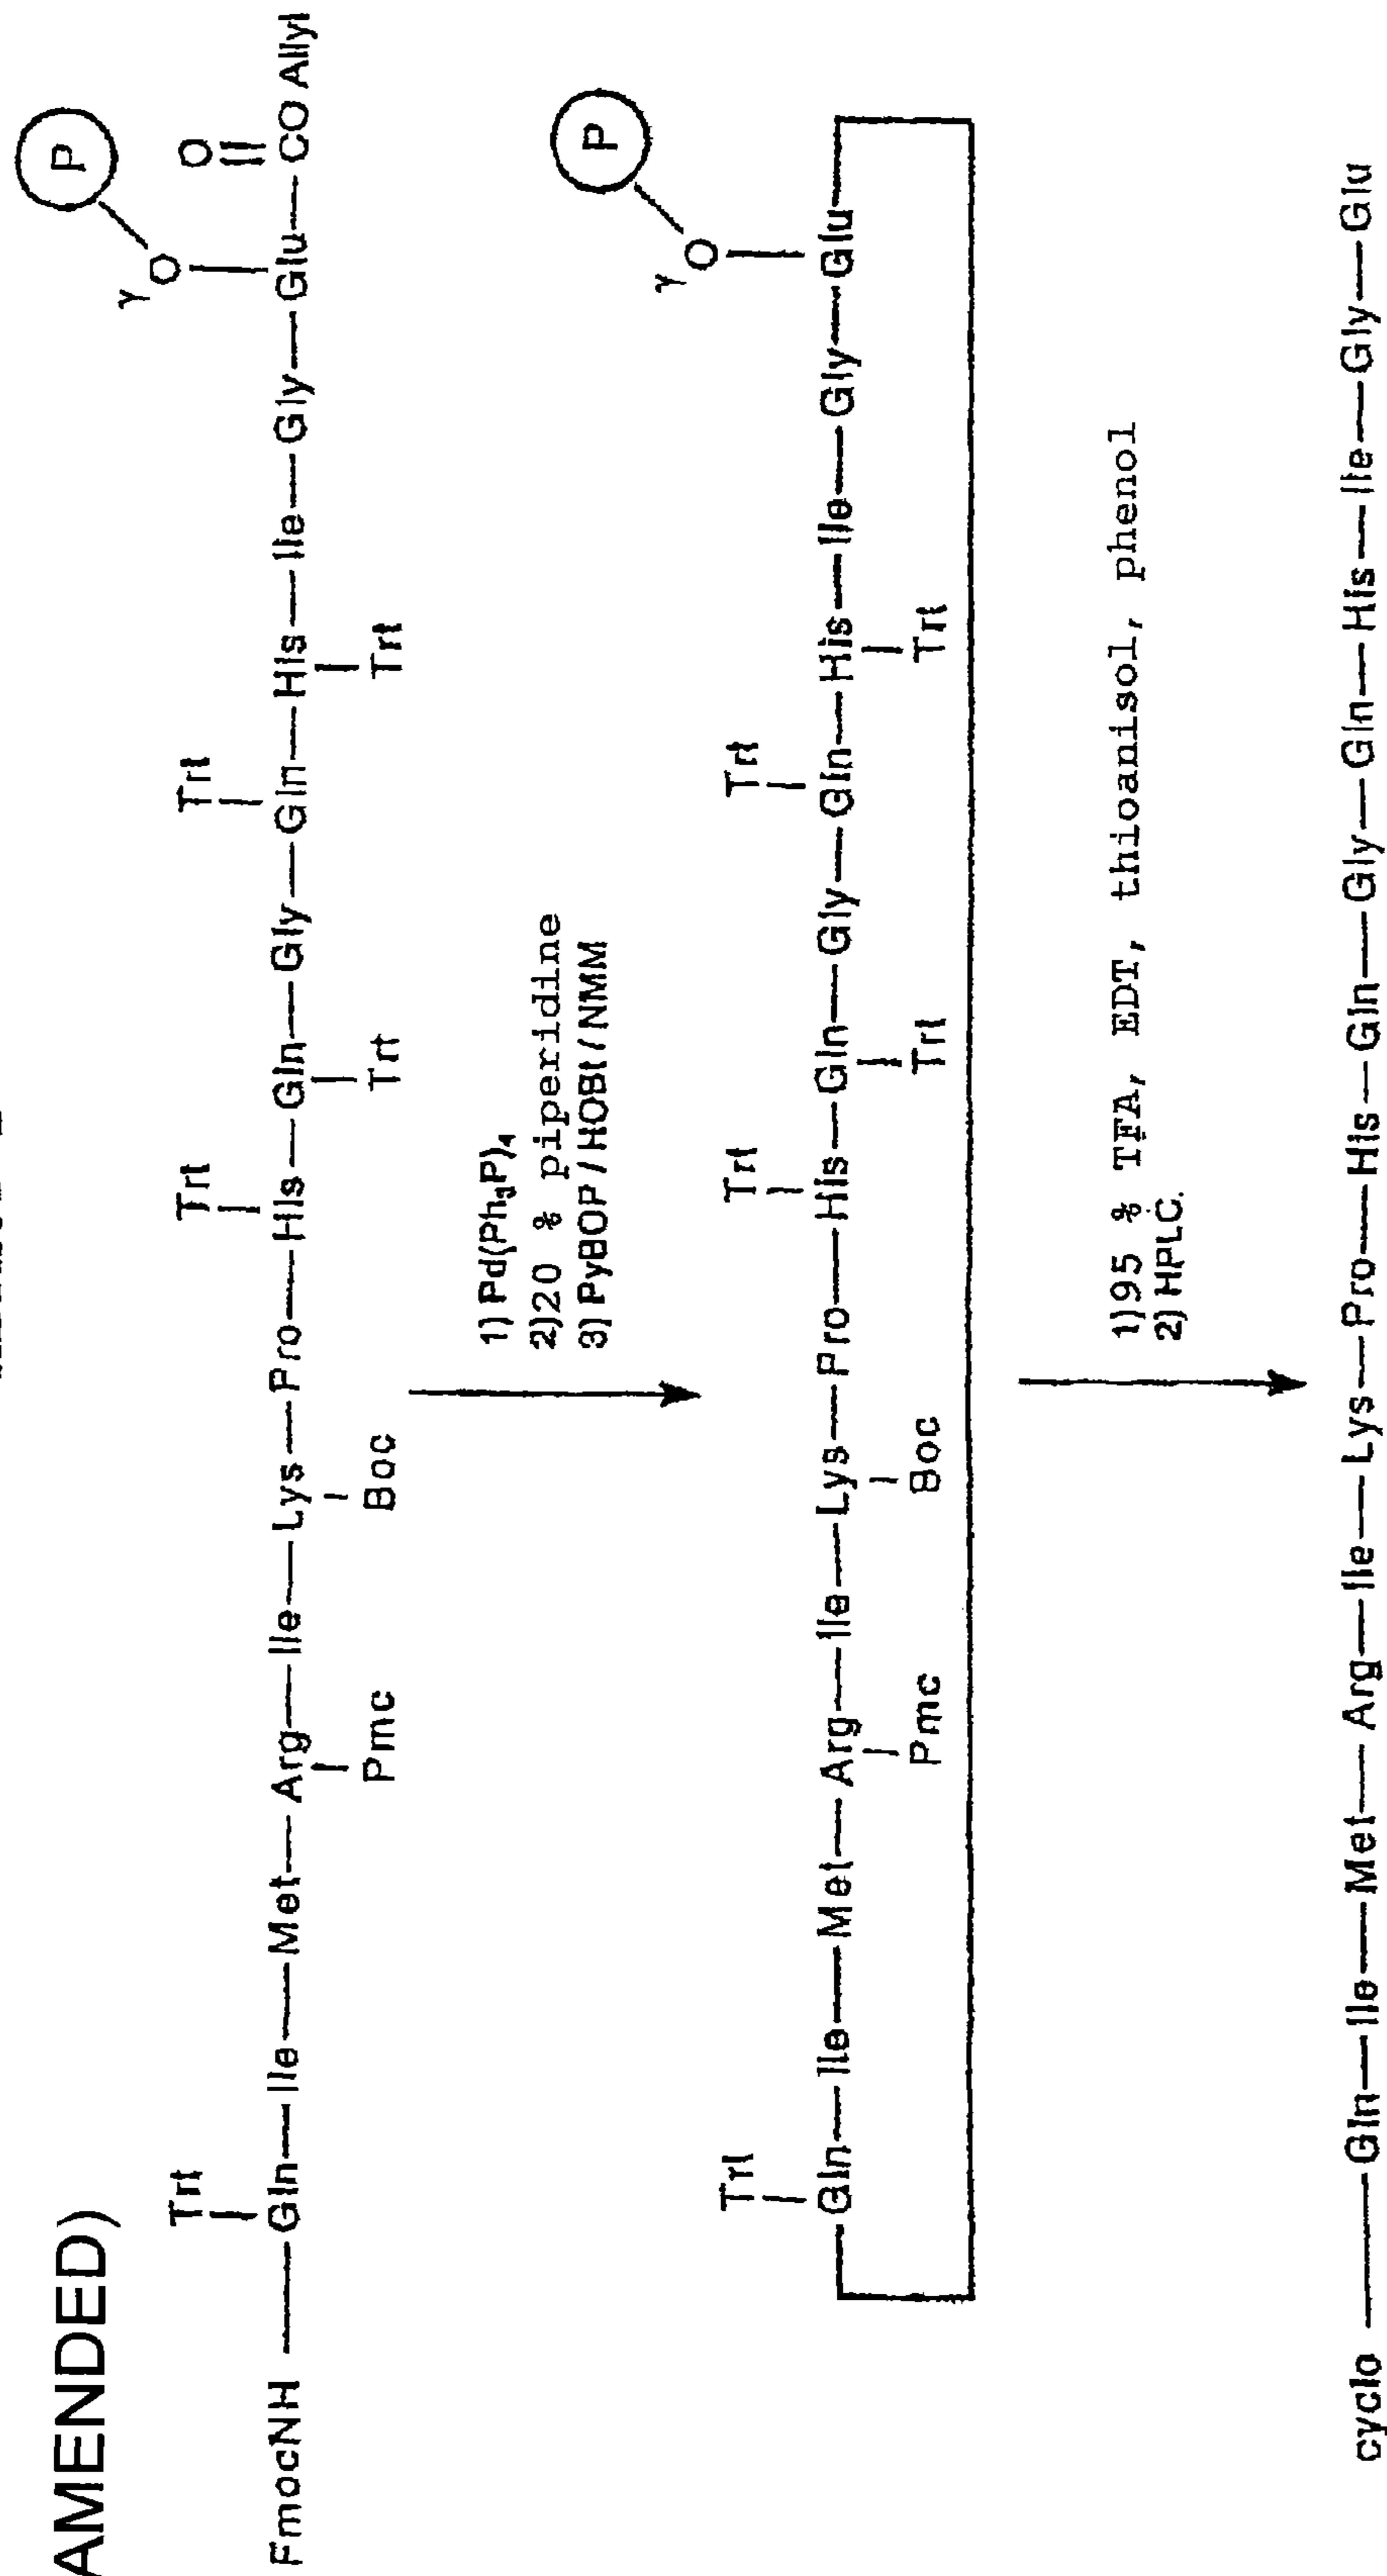 AMENDED)
P
γ O O
Trt Trt Trt
FmocNH — Gln—Ile—Met—Arg—Ile—Lys—Pro—His—Gln—Gly—Gln—His—Ile—Gly—Glu—CO Allyl
Pmc Boc Trt Trt
1) Pd(Ph3P)4
2)20 % piperidine
3) PyBOP / HOBt / NMM
P
γ O
Trt Trt Trt
Gln—Ile—Met—Arg—Ile—Lys—Pro—His—Gln—Gly—Gln—His—Ile—Gly—Glu
Pmc Boc Trt Trt
1)95 % TFA, EDT, thioanisol, phenol
2) HPLC.
cyclo — Gln—Ile—Met—Arg—Ile—Lys—Pro—His—Gln—Gly—Gln—His—Ile—Gly—Glu